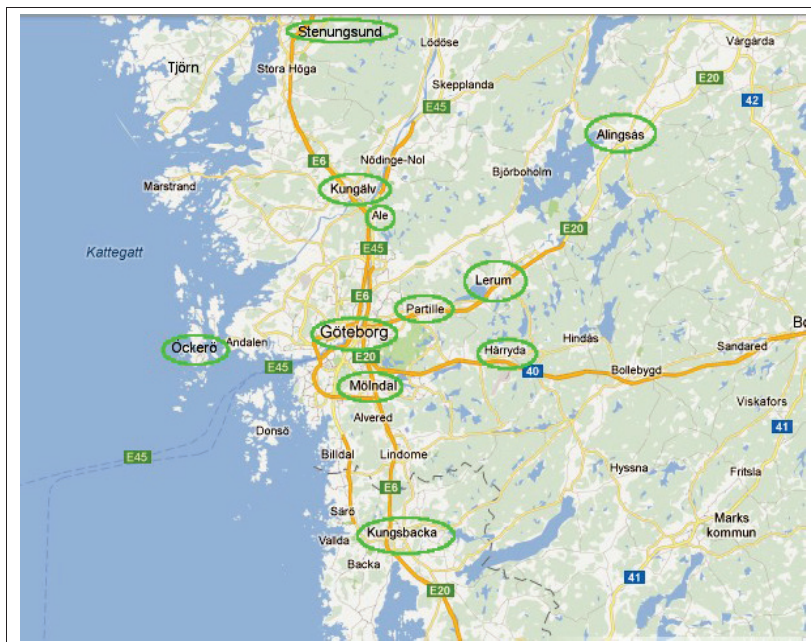 Stenungsund
Tjörn
Stora Höga
Lödöse
Vårgårda
Skepplanda
E20
42
E45
Alingsås
E6
Nödinge-Nol
Björboholm
Marstrand
Kungälv
Ale
E20
Kattegatt
E45
Lerum
E6
Partille
Göteborg
Öckerö
Andalen
Hindås
Sandared
Bo
Härryda
E20
E45
40
Bollebygd
Mölndal
Viskafors
Alvered
Donsö
41
E45
Billdal
Lindome
Hyssna
Fritsla
E6
Särö
Marks
kommun
Kungsbacka
Vallda
Backa
41
E20